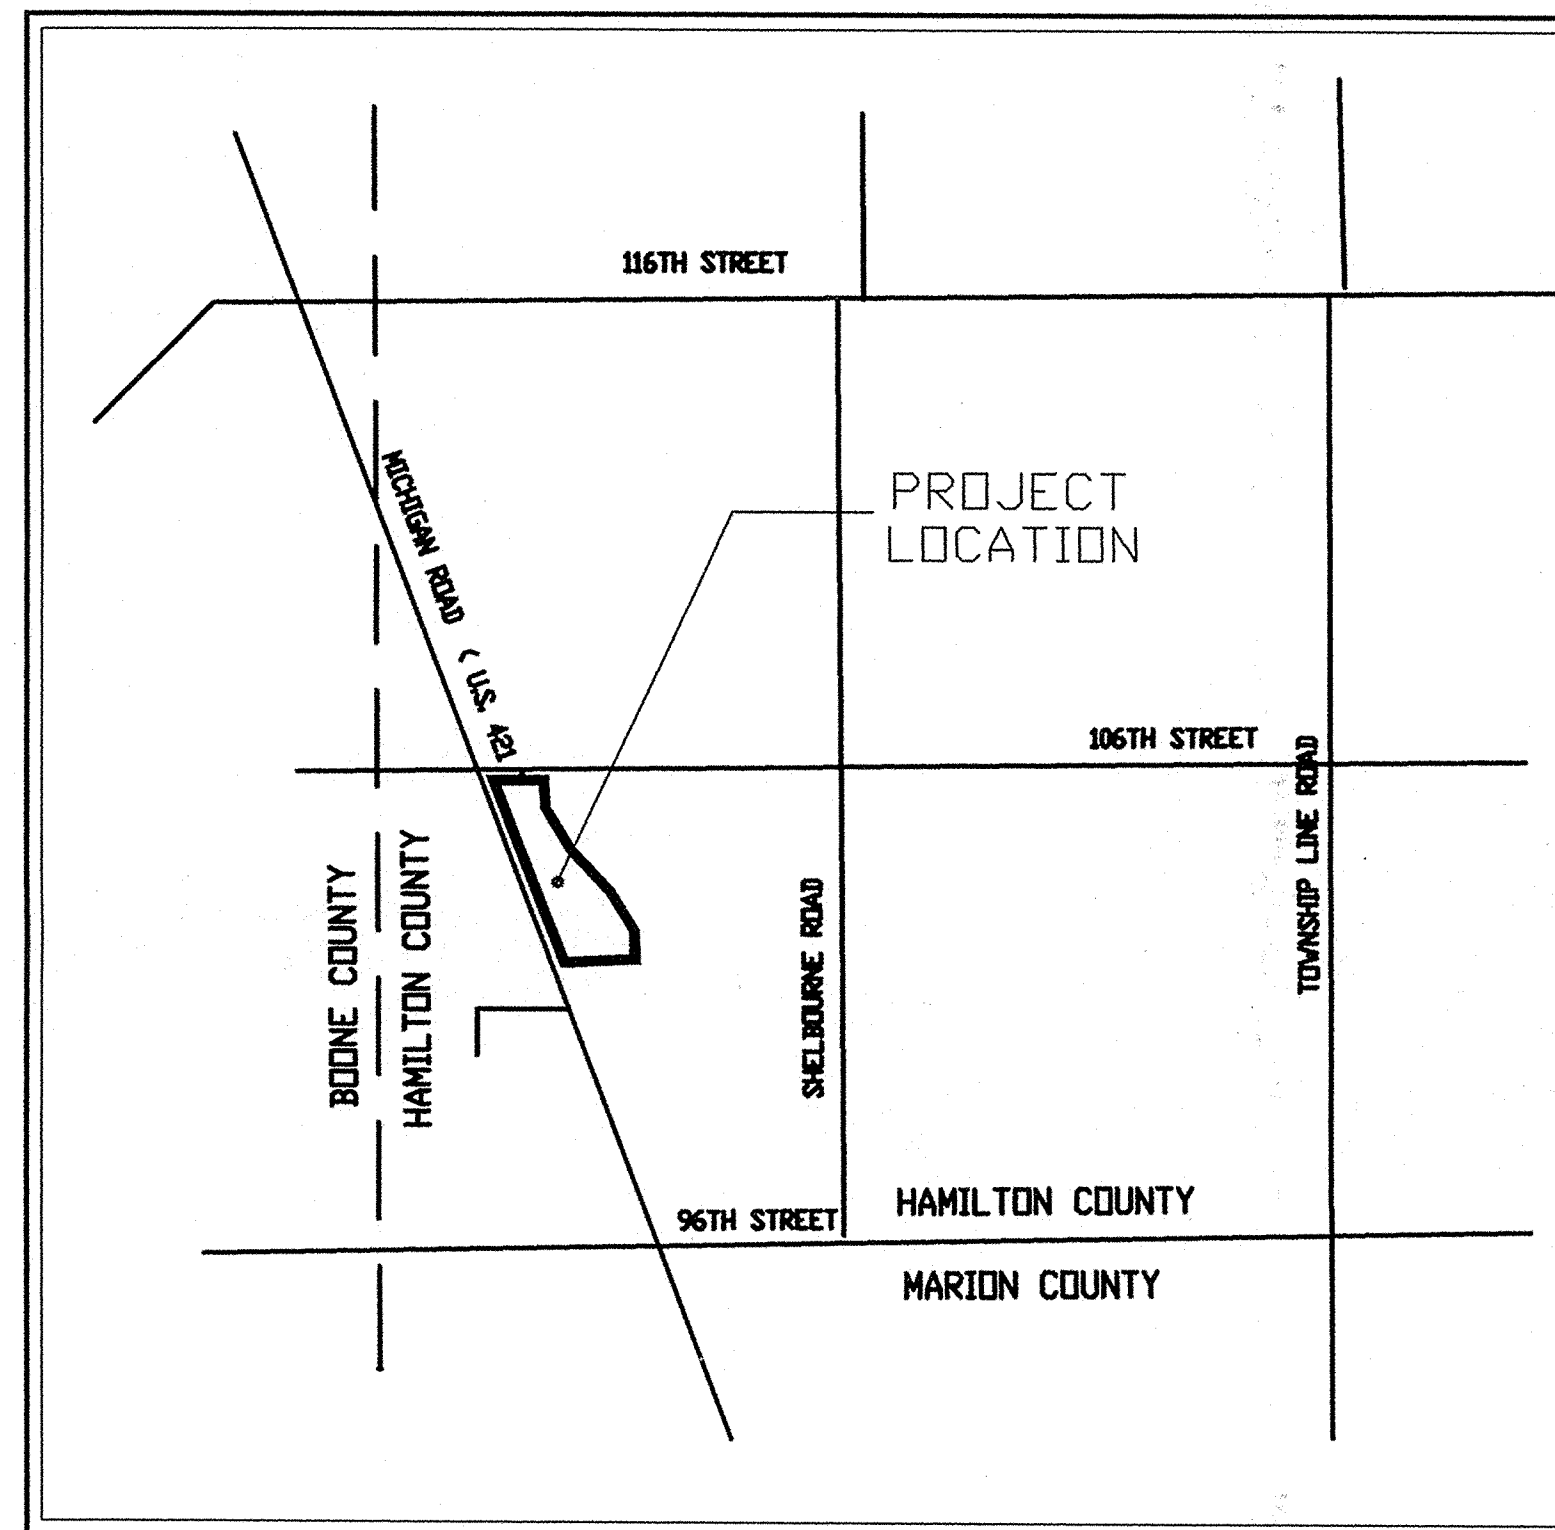 116TH STREET
MICHIGAN ROAD ( U.S. 421
PROJECT
LOCATION
106TH STREET
TOWNSHIP LINE ROAD
BOONE COUNTY
HAMILTON COUNTY
SHELBOURNE ROAD
96TH STREET
HAMILTON COUNTY
MARION COUNTY